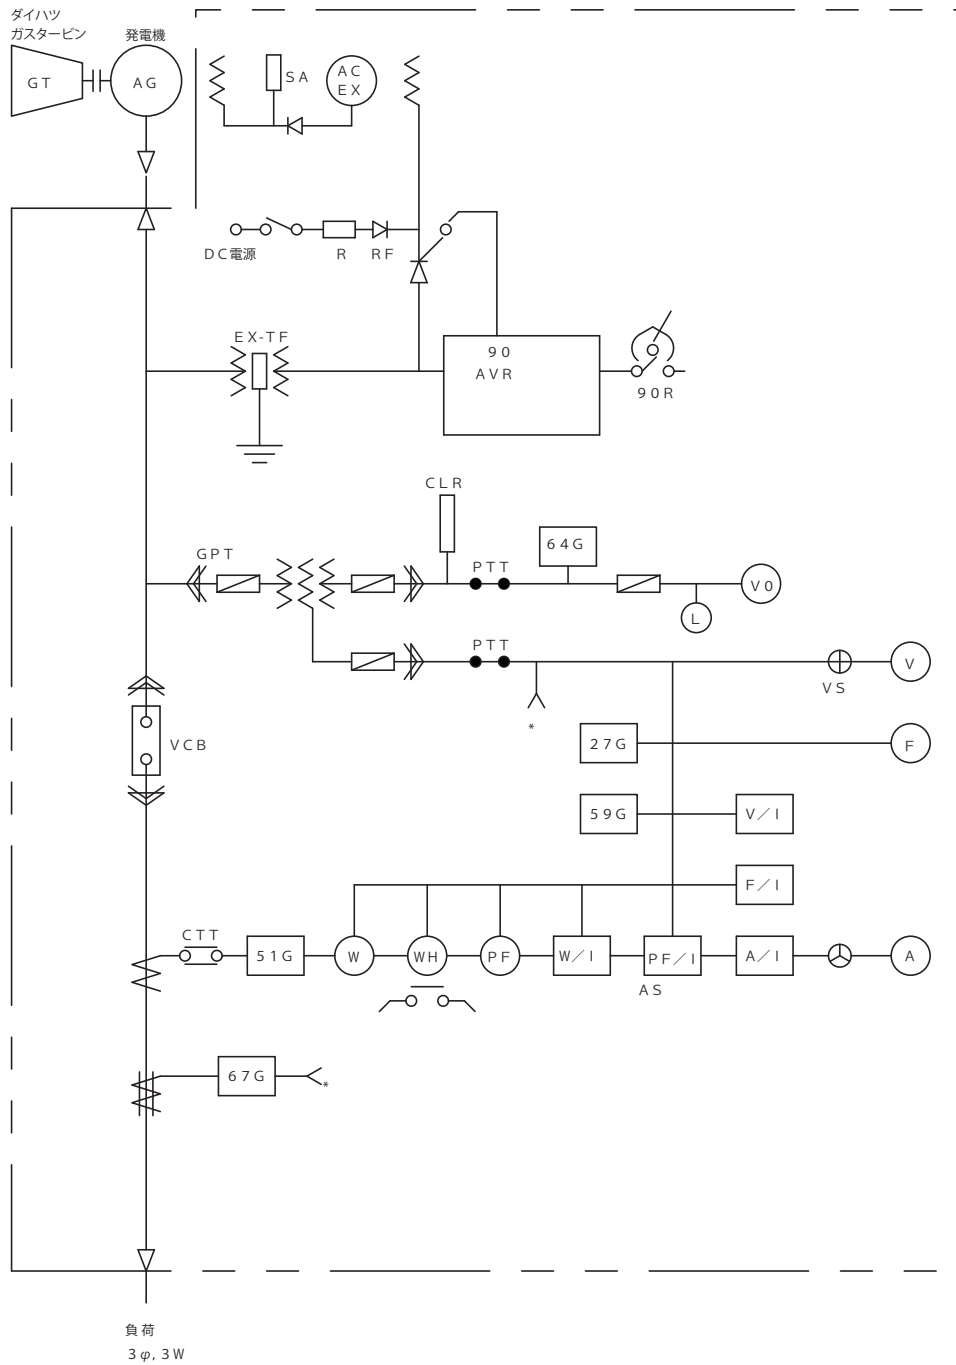 ダイハツ
ガスタービン
発電機
GT
AG
SA
AC
EX
DC電源
R
RF
EX-TF
90
AVR
90R
CLR
GPT
PTT
64G
V0
L
PTT
VS
V
*
VCB
27G
F
59G
V／I
F／I
CTT
51G
W
WH
PF
W／I
PF／I
A／I
A
AS
67G
*
負荷
3φ, 3W